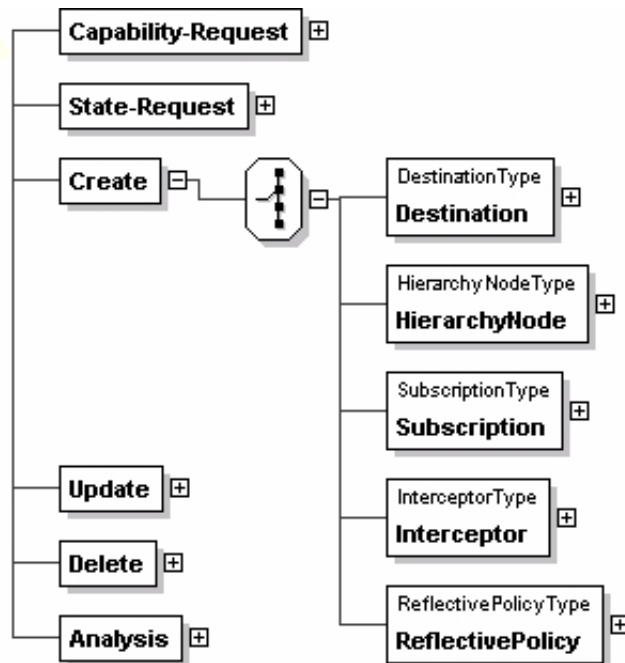 Capability-Request
State-Request
Create
DestinationType
Destination
HierarchyNodeType
HierarchyNode
SubscriptionType
Subscription
InterceptorType
Interceptor
ReflectivePolicyType
ReflectivePolicy
Update
Delete
Analysis